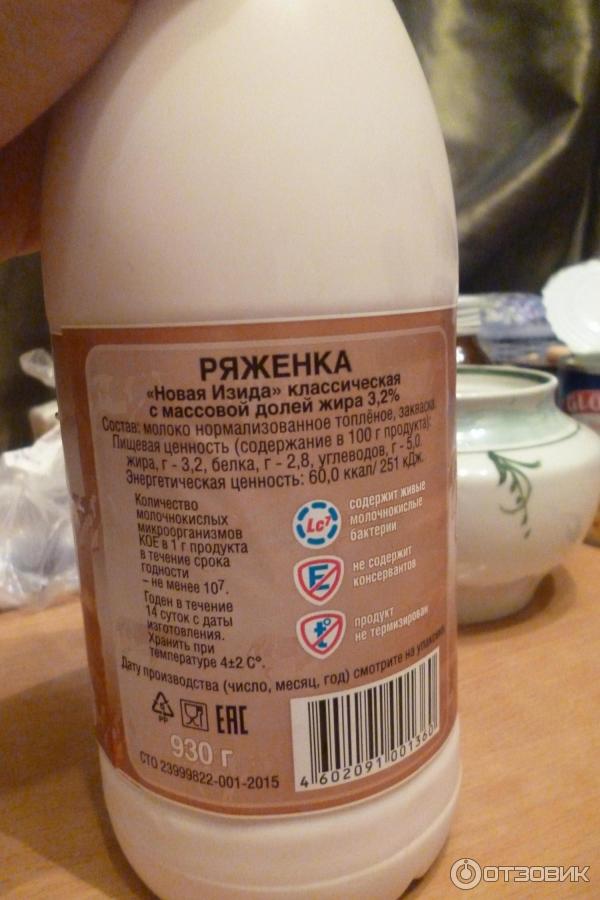 РЯЖЕНКА
«Новая Изида» классическая
с массовой долей жира 3,2%
Состав: молоко нормализованное топлёное, закваска.
Пищевая ценность (содержание в 100 г продукта):
жира, г - 3,2, белка, г - 2,8, углеводов, г - 5,0.
Энергетическая ценность: 60,0 ккал/ 251 кДж.
Количество
молочнокислых
микроорганизмов
КОЕ в 1 г продукта
в течение срока
годности
– не менее 10⁷.
Годен в течение
14 суток с даты
изготовления.
Хранить при
температуре 4±2 С°.
Lc⁷
содержит живые
молочнокислые
бактерии
E
не содержит
консервантов
t°
продукт
не термизирован
Дату производства (число, месяц, год) смотрите на упаковке
PP
EAC
930 г
СТО 23999822-001-2015
4 602091 001360
GLO
ОТЗОВИК